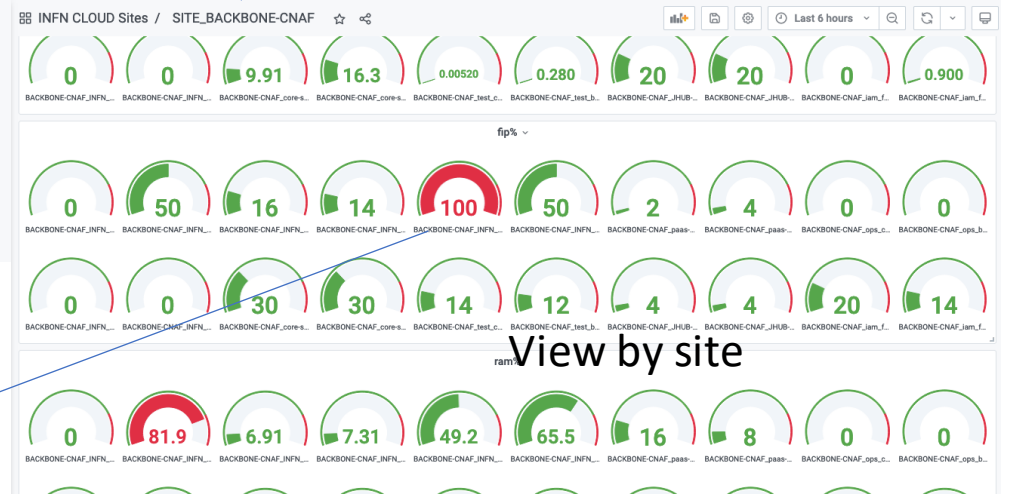 INFN CLOUD Sites / SITE_BACKBONE-CNAF
Last 6 hours
0 0 9.91 16.3 0.00520 0.280 20 20 0 0.900
BACKBONE-CNAF_INFN_... BACKBONE-CNAF_INFN_... BACKBONE-CNAF_core-s... BACKBONE-CNAF_core-s... BACKBONE-CNAF_test_c... BACKBONE-CNAF_test_b... BACKBONE-CNAF_JHUB-... BACKBONE-CNAF_JHUB-... BACKBONE-CNAF_iam_f... BACKBONE-CNAF_iam_f...
fip%
0 50 16 14 100 50 2 4 0 0
BACKBONE-CNAF_INFN_... BACKBONE-CNAF_INFN_... BACKBONE-CNAF_INFN_... BACKBONE-CNAF_INFN_... BACKBONE-CNAF_INFN_... BACKBONE-CNAF_INFN_... BACKBONE-CNAF_paas-... BACKBONE-CNAF_paas-... BACKBONE-CNAF_ops_c... BACKBONE-CNAF_ops_b...
0 0 30 30 14 12 4 4 20 14
BACKBONE-CNAF_INFN_... BACKBONE-CNAF_INFN_... BACKBONE-CNAF_core-s... BACKBONE-CNAF_core-s... BACKBONE-CNAF_test_c... BACKBONE-CNAF_test_b... BACKBONE-CNAF_JHUB-... BACKBONE-CNAF_JHUB-... BACKBONE-CNAF_iam_f... BACKBONE-CNAF_iam_f...
View by site
ram%
0 81.9 6.91 7.31 49.2 65.5 16 8 0 0
BACKBONE-CNAF_INFN_... BACKBONE-CNAF_INFN_... BACKBONE-CNAF_INFN_... BACKBONE-CNAF_INFN_... BACKBONE-CNAF_INFN_... BACKBONE-CNAF_INFN_... BACKBONE-CNAF_paas-... BACKBONE-CNAF_paas-... BACKBONE-CNAF_ops_c... BACKBONE-CNAF_ops_b...